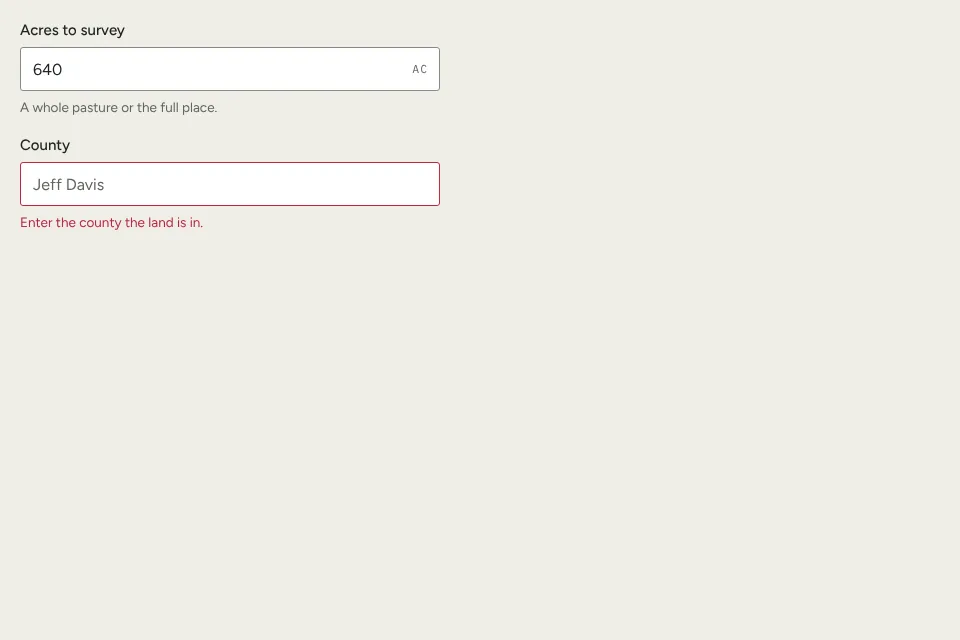 Acres to survey
640 AC
A whole pasture or the full place.
County
Jeff Davis
Enter the county the land is in.